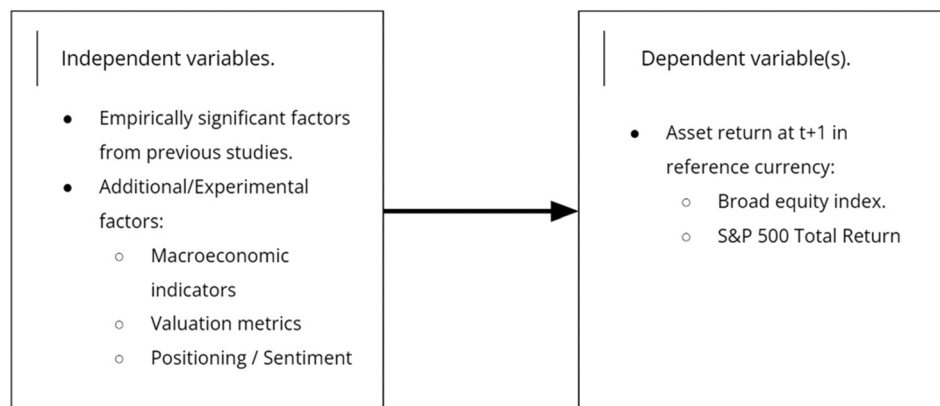 Independent variables.
● Empirically significant factors
from previous studies.
● Additional/Experimental
factors:
○ Macroeconomic
indicators
○ Valuation metrics
○ Positioning / Sentiment
Dependent variable(s).
● Asset return at t+1 in
reference currency:
○ Broad equity index.
○ S&P 500 Total Return